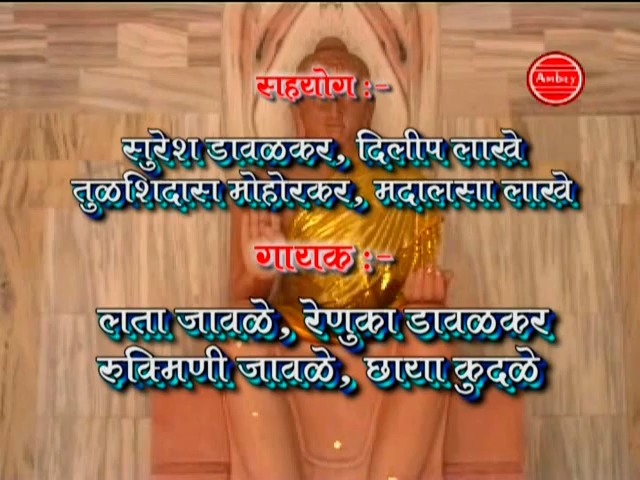 सहयोग :-
Ambey
सुरेश डावळकर, दिलीप लाखे
तुळशिदास मोहोरकर, मदालसा लाखे
गायक :-
लता जावळे, रेणुका डावळकर
रुक्मिणी जावळे, छाया कुदळे